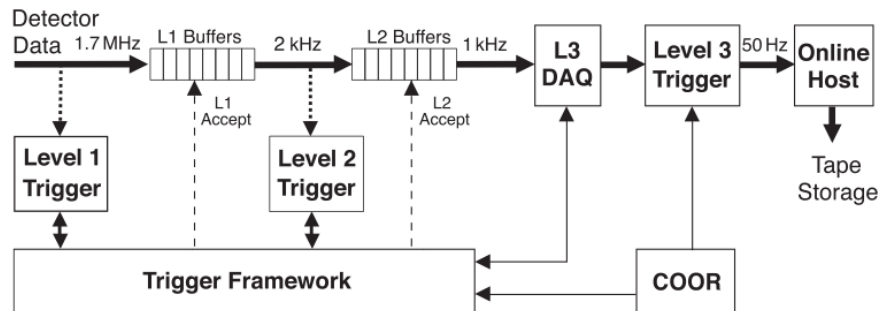 Detector
Data
1.7 MHz
L1 Buffers
2 kHz
L2 Buffers
1 kHz
L3
DAQ
Level 3
Trigger
50 Hz
Online
Host
L1
Accept
L2
Accept
Level 1
Trigger
Level 2
Trigger
Tape
Storage
Trigger Framework
COOR